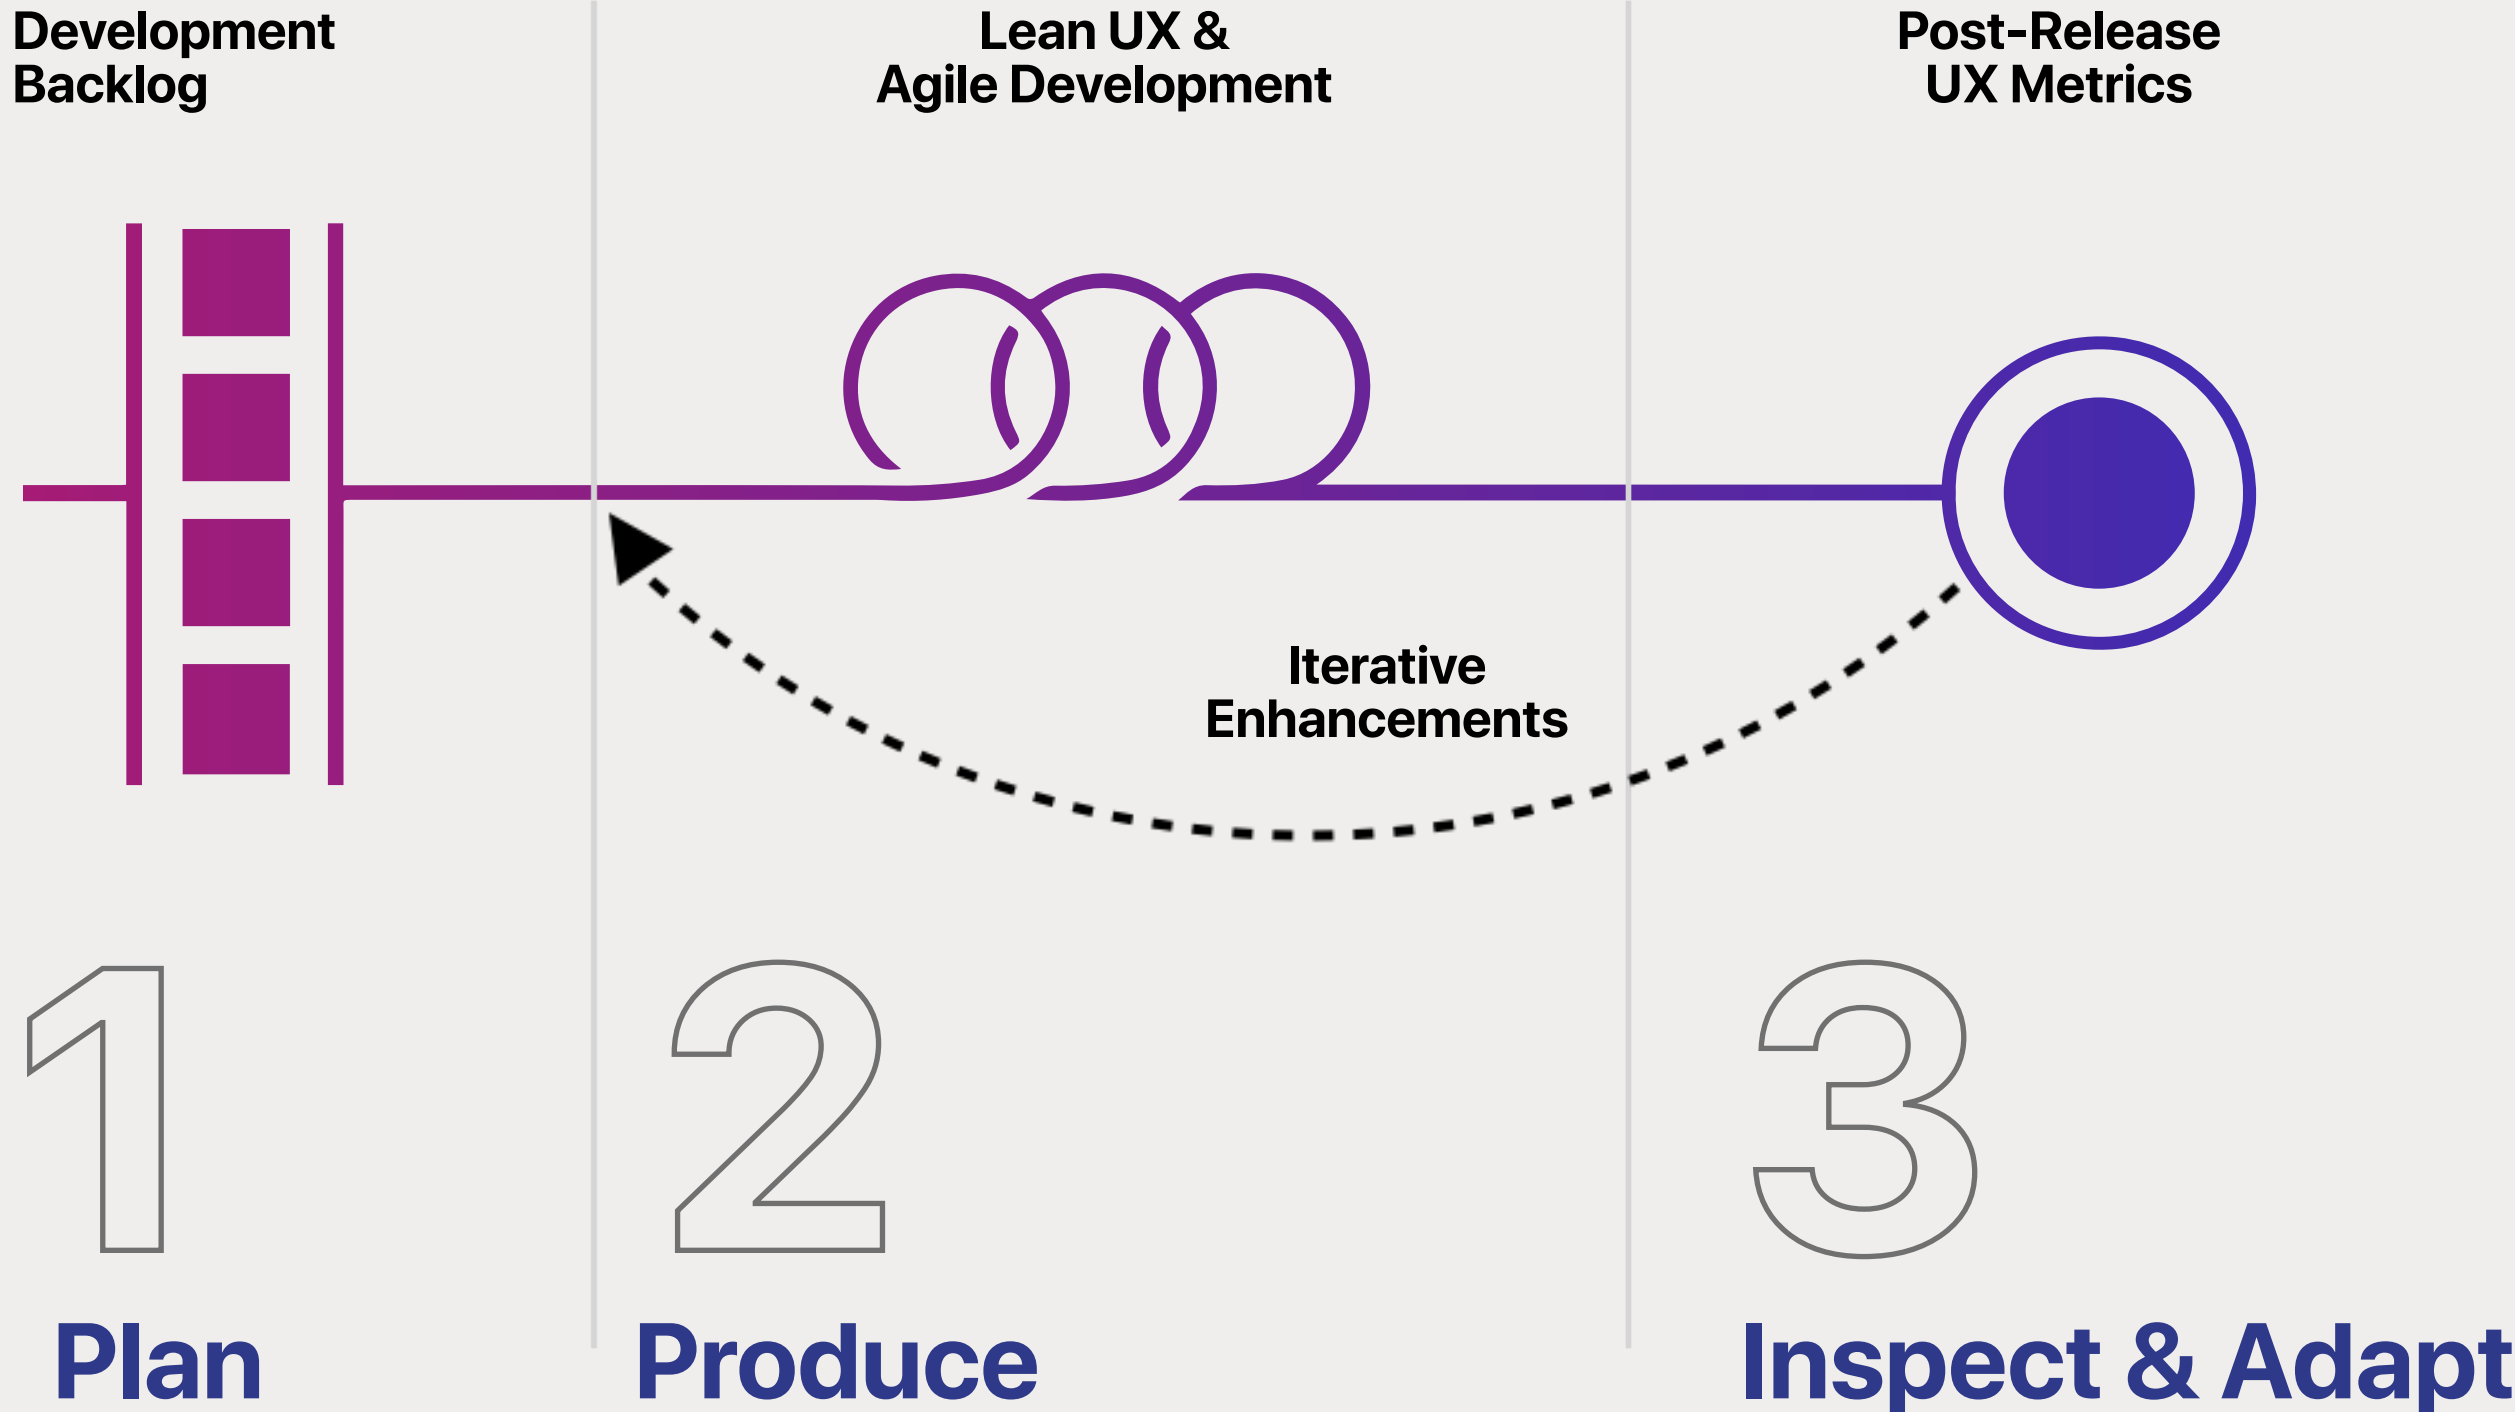 Development
Backlog
Lean UX &
Agile Development
Post-Release
UX Metrics
Iterative
Enhancements
1
2
3
Plan
Produce
Inspect & Adapt